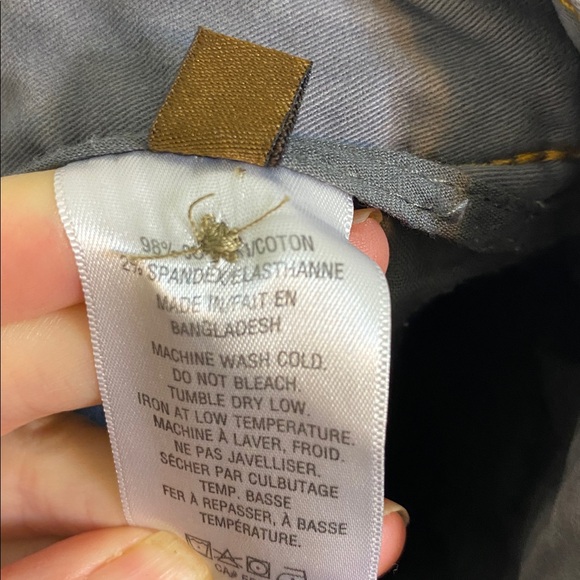 98% /COTON
2% SPANDEX/ELASTHANNE
MADE IN/FAIT EN
BANGLADESH
MACHINE WASH COLD.
DO NOT BLEACH.
TUMBLE DRY LOW.
IRON AT LOW TEMPERATURE.
MACHINE À LAVER, FROID.
NE PAS JAVELLISER.
SÉCHER PAR CULBUTAGE
TEMP. BASSE
FER À REPASSER, À BASSE
TEMPÉRATURE.